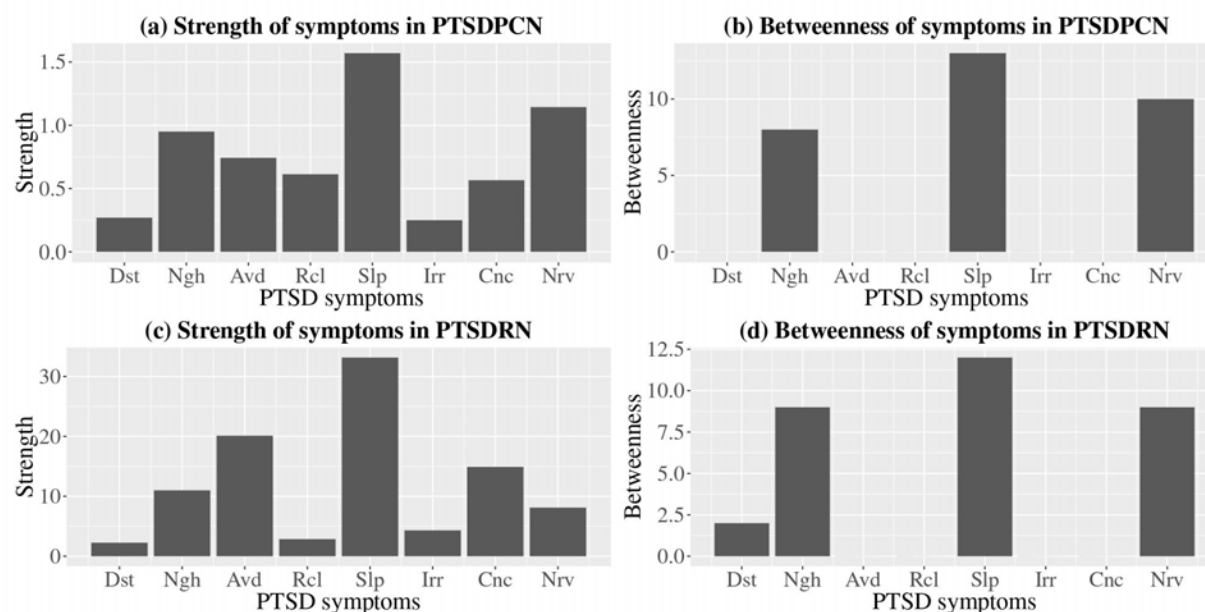 (a) Strength of symptoms in PTSDPCN
Strength
1.5
1.0
0.5
0.0
Dst Ngh Avd Rcl Slp Irr Cnc Nrv
PTSD symptoms
(b) Betweenness of symptoms in PTSDPCN
Betweenness
10
5
0
Dst Ngh Avd Rcl Slp Irr Cnc Nrv
PTSD symptoms
(c) Strength of symptoms in PTSDRN
Strength
30
20
10
0
Dst Ngh Avd Rcl Slp Irr Cnc Nrv
PTSD symptoms
(d) Betweenness of symptoms in PTSDRN
Betweenness
12.5
10.0
7.5
5.0
2.5
0.0
Dst Ngh Avd Rcl Slp Irr Cnc Nrv
PTSD symptoms